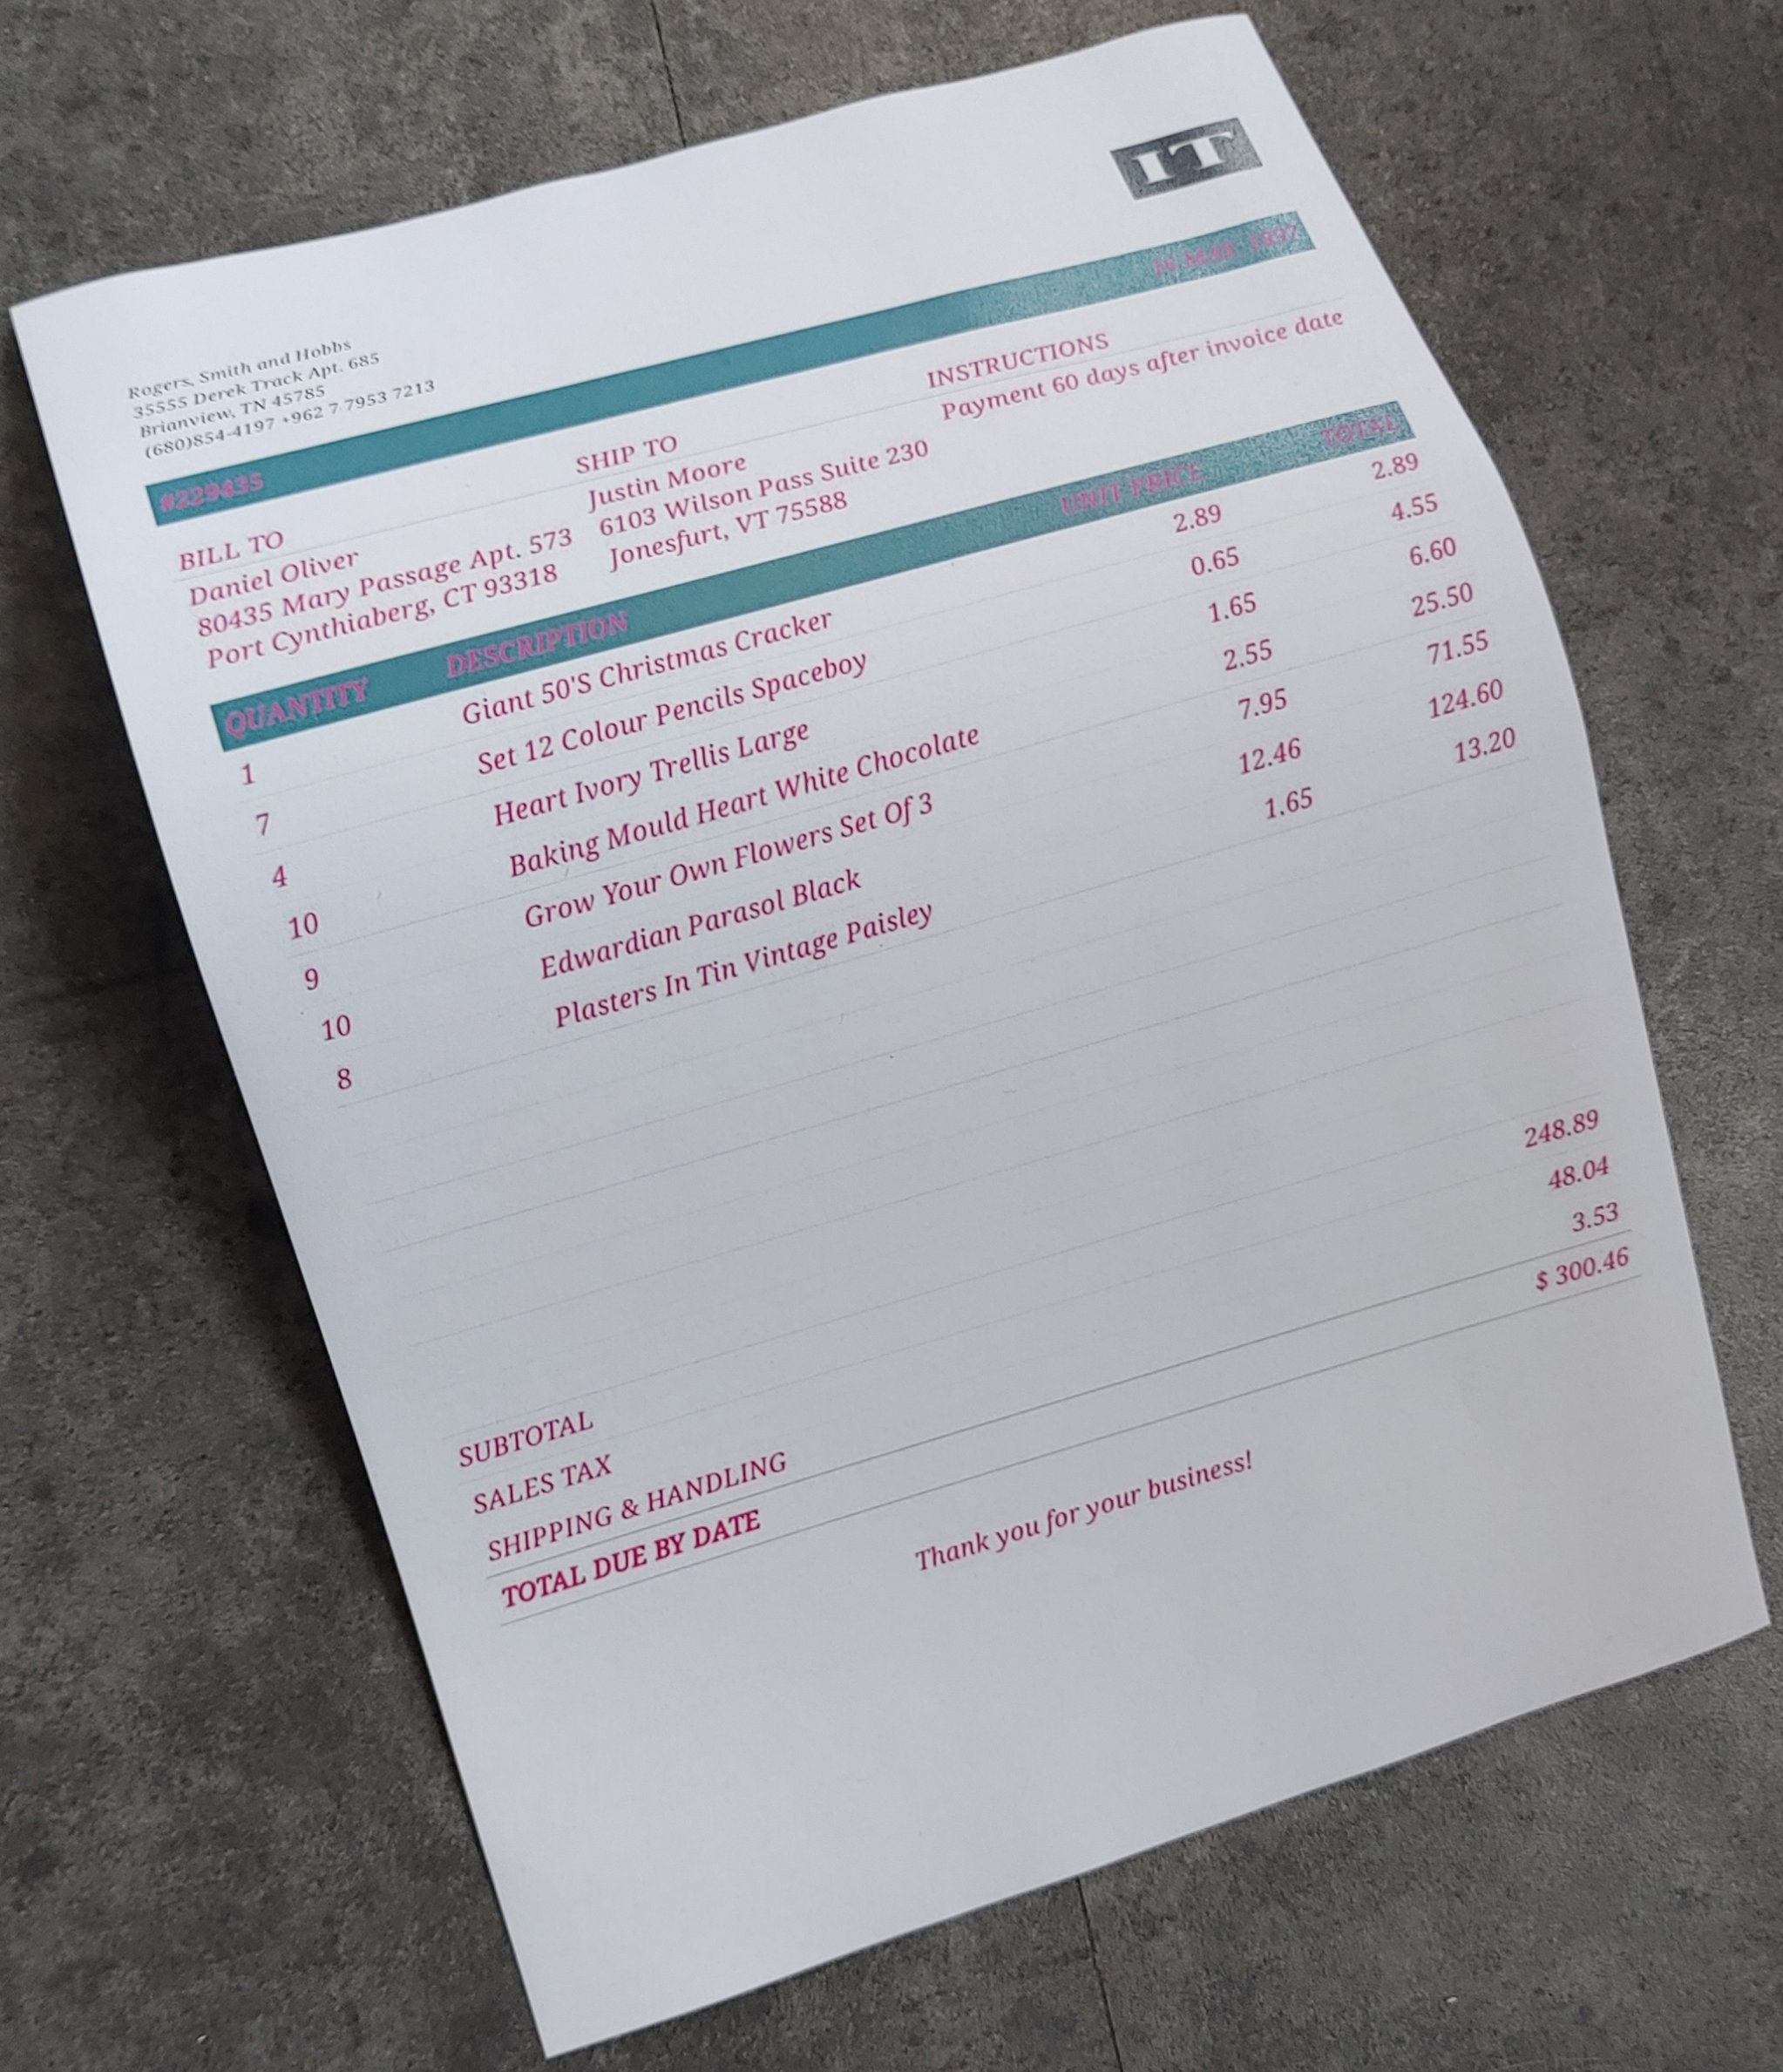 IT
Rogers, Smith and Hobbs
35555 Derek Track Apt. 685
Brianview, TN 45785
(680)854-4197 +962 7 7953 7213
#229435 1997
BILL TO
Daniel Oliver
80435 Mary Passage Apt. 573
Port Cynthiaberg, CT 93318
SHIP TO
Justin Moore
6103 Wilson Pass Suite 230
Jonesfurt, VT 75588
INSTRUCTIONS
Payment 60 days after invoice date
QUANTITY DESCRIPTION UNIT PRICE TOTAL
1 Giant 50'S Christmas Cracker 2.89 2.89
7 Set 12 Colour Pencils Spaceboy 0.65 4.55
4 Heart Ivory Trellis Large 1.65 6.60
10 Baking Mould Heart White Chocolate 2.55 25.50
9 Grow Your Own Flowers Set Of 3 7.95 71.55
10 Edwardian Parasol Black 12.46 124.60
8 Plasters In Tin Vintage Paisley 1.65 13.20
SUBTOTAL 248.89
SALES TAX 48.04
SHIPPING & HANDLING 3.53
TOTAL DUE BY DATE $ 300.46
Thank you for your business!